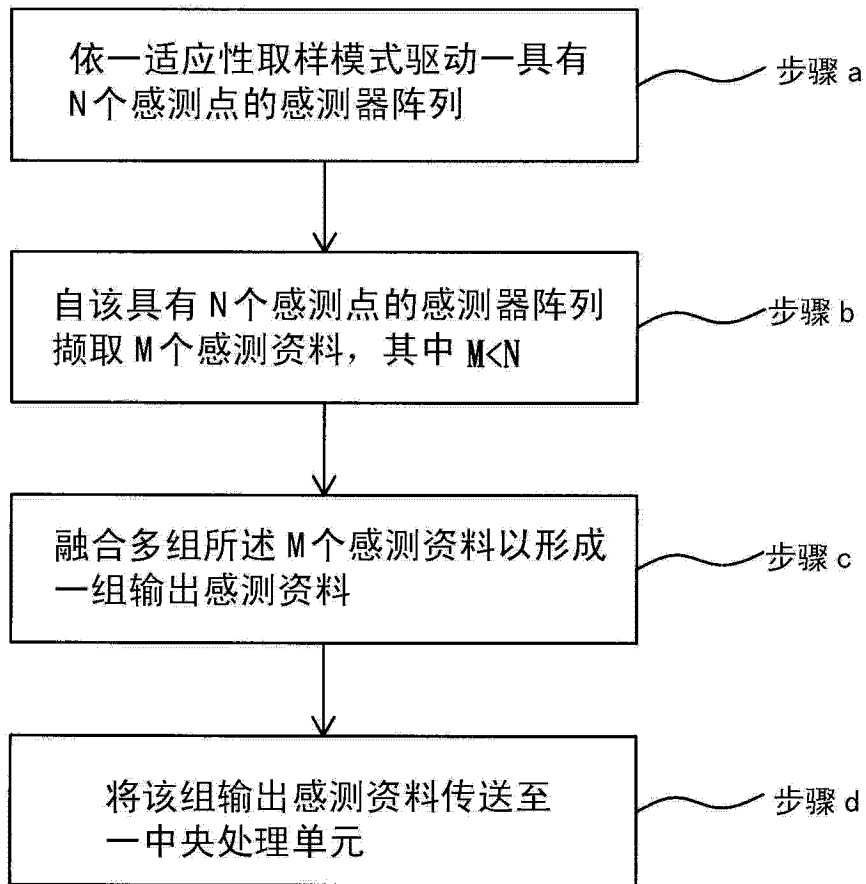 依一适应性取样模式驱动一具有
N个感测点的感测器阵列
步骤 a
自该具有 N个感测点的感测器阵列
撷取 M个感测资料，其中 M<N
步骤 b
融合多组所述 M个感测资料以形成
一组输出感测资料
步骤 c
将该组输出感测资料传送至
一中央处理单元
步骤 d